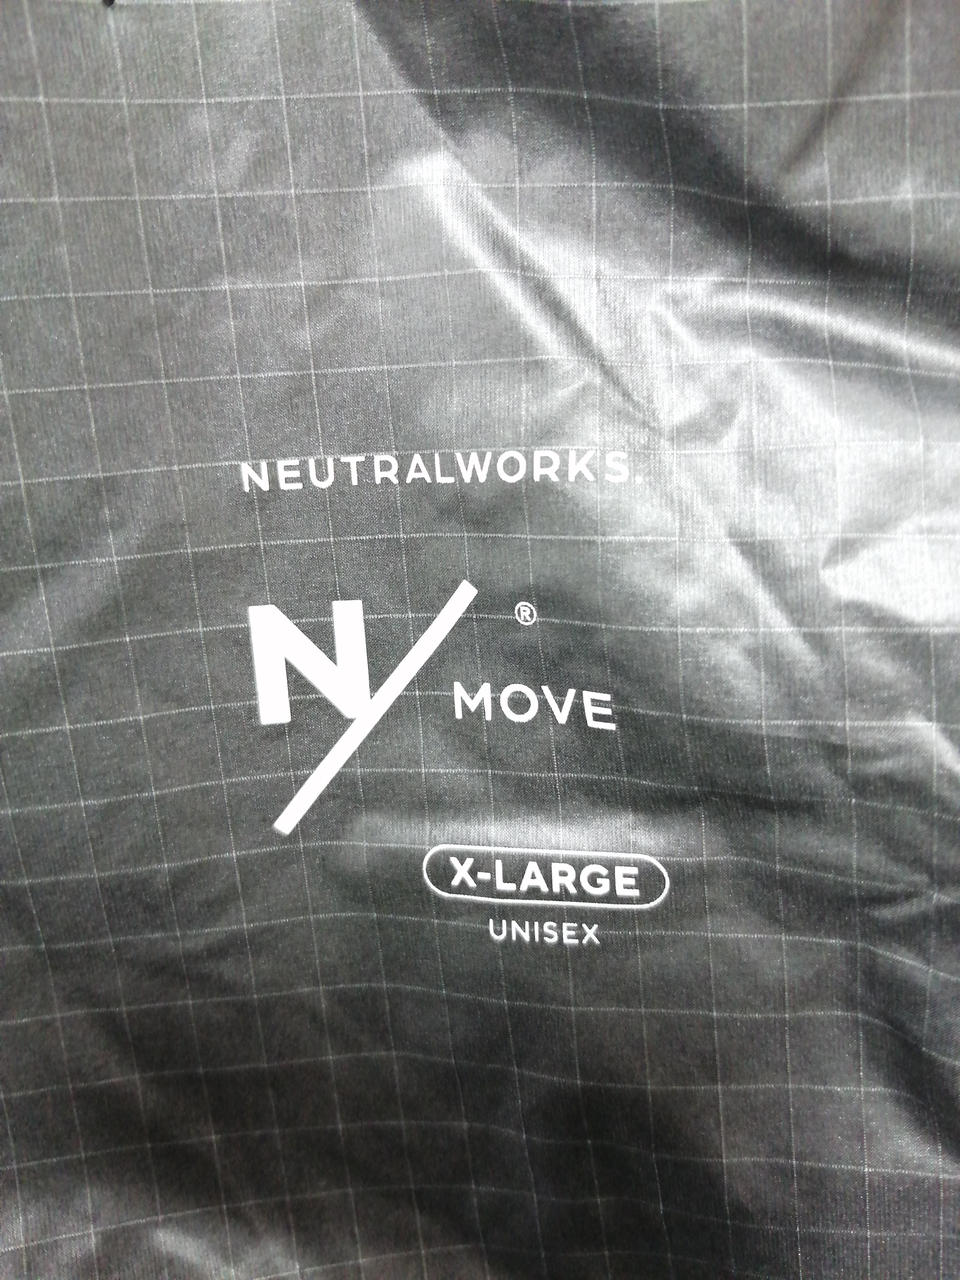 NEUTRALWORKS.
N/ ®
MOVE
X-LARGE
UNISEX